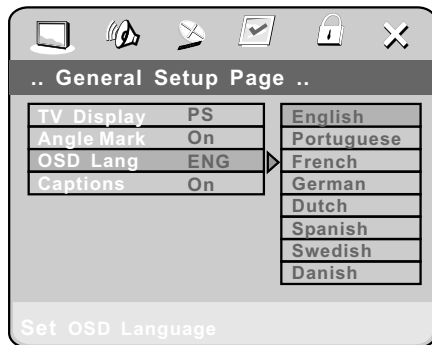 .. General Setup Page ..
TV Display PS
Angle Mark On
OSD Lang ENG
Captions On
English
Portuguese
French
German
Dutch
Spanish
Swedish
Danish
Set OSD Language